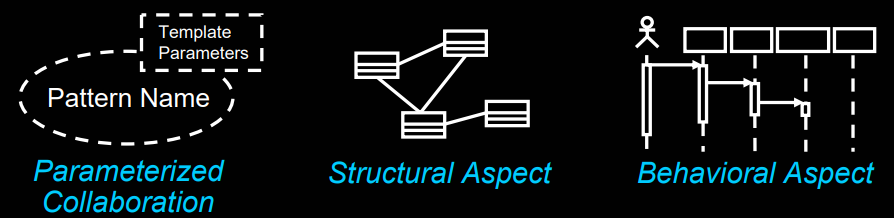 Template
Parameters
Pattern Name
Parameterized
Collaboration
Structural Aspect
Behavioral Aspect